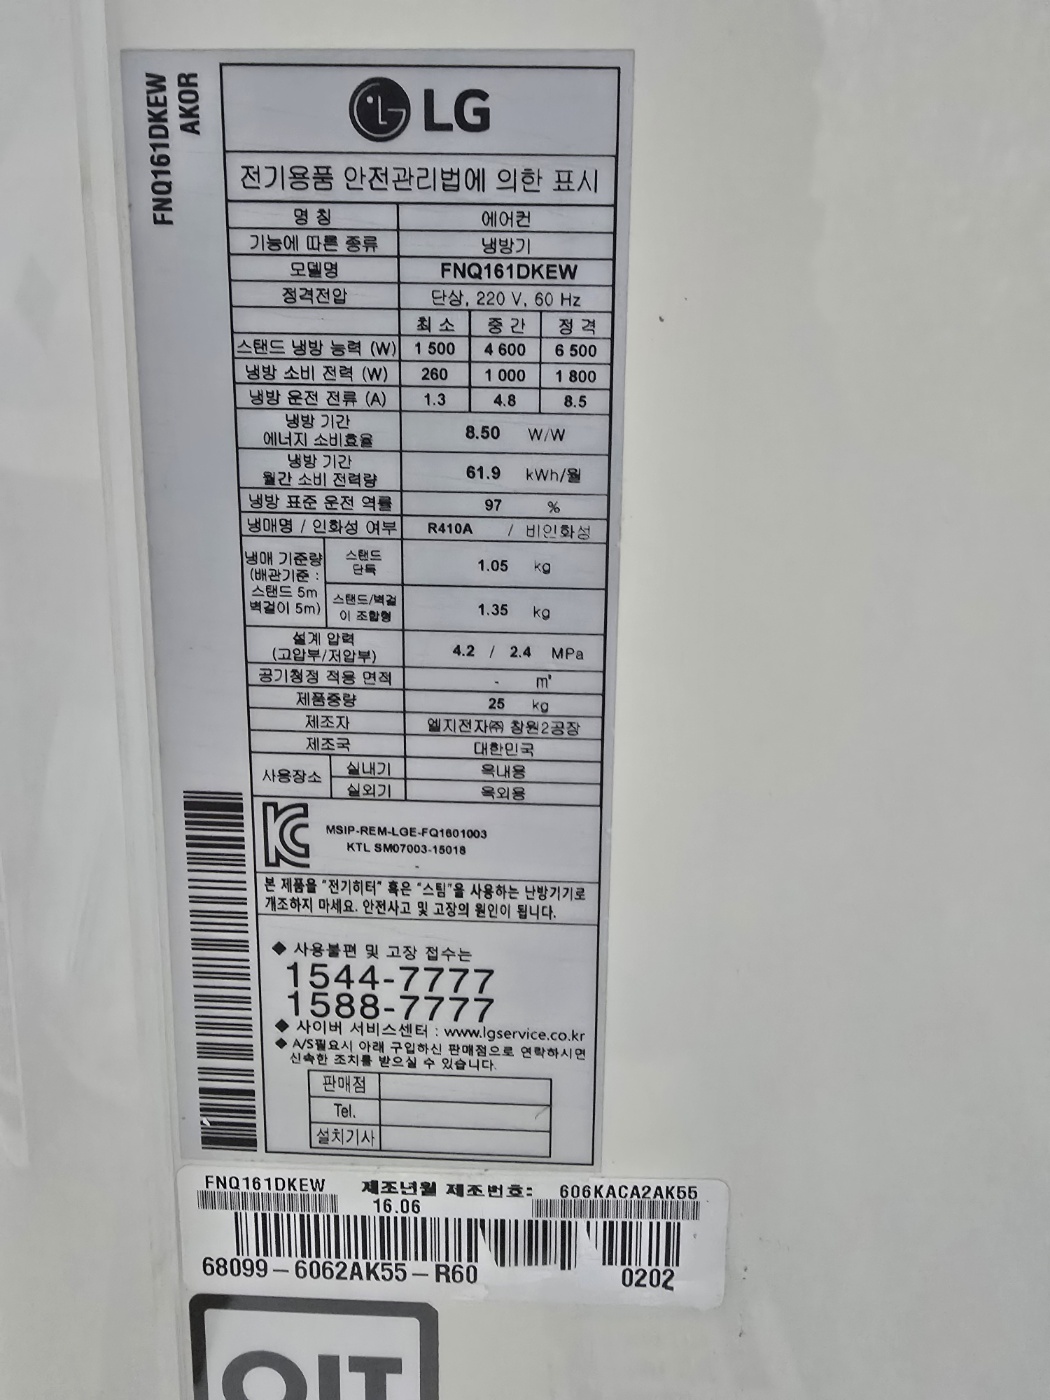 FNQ161DKEW
AKOR
LG
전기용품 안전관리법에 의한 표시
명 칭 에어컨
기능에 따른 종류 냉방기
모델명 FNQ161DKEW
정격전압 단상, 220 V, 60 Hz
최 소 중 간 정 격
스탠드 냉방 능력 (W) 1 500 4 600 6 500
냉방 소비 전력 (W) 260 1 000 1 800
냉방 운전 전류 (A) 1.3 4.8 8.5
냉방 기간
에너지 소비효율 8.50 W/W
냉방 기간
월간 소비 전력량 61.9 kWh/월
냉방 표준 운전 역률 97 %
냉매명 / 인화성 여부 R410A / 비인화성
냉매 기준량
(배관기준 :
스탠드 5m
벽걸이 5m)
스탠드
단독 1.05 kg
스탠드/벽걸
이 조합형 1.35 kg
설계 압력
(고압부/저압부) 4.2 / 2.4 MPa
공기청정 적용 면적 - m²
제품중량 25 kg
제조자 엘지전자㈜ 창원2공장
제조국 대한민국
사용장소 실내기 옥내용
실외기 옥외용
MSIP-REM-LGE-FQ1601003
KTL SM07003-15018
-
본 제품을 "전기히터" 혹은 "스팀"을 사용하는 난방기기로
개조하지 마세요. 안전사고 및 고장의 원인이 됩니다.
◆ 사용불편 및 고장 접수는
1544-7777
1588-7777
◆ 사이버 서비스센터 : www.lgservice.co.kr
◆ A/S필요시 아래 구입하신 판매점으로 연락하시면
신속한 조치를 받으실 수 있습니다.
판매점
Tel.
설치기사
FNQ161DKEW 제조년월 제조번호: 606KACA2AK55
16.06
68099-6062AK55-R60 0202
OIT